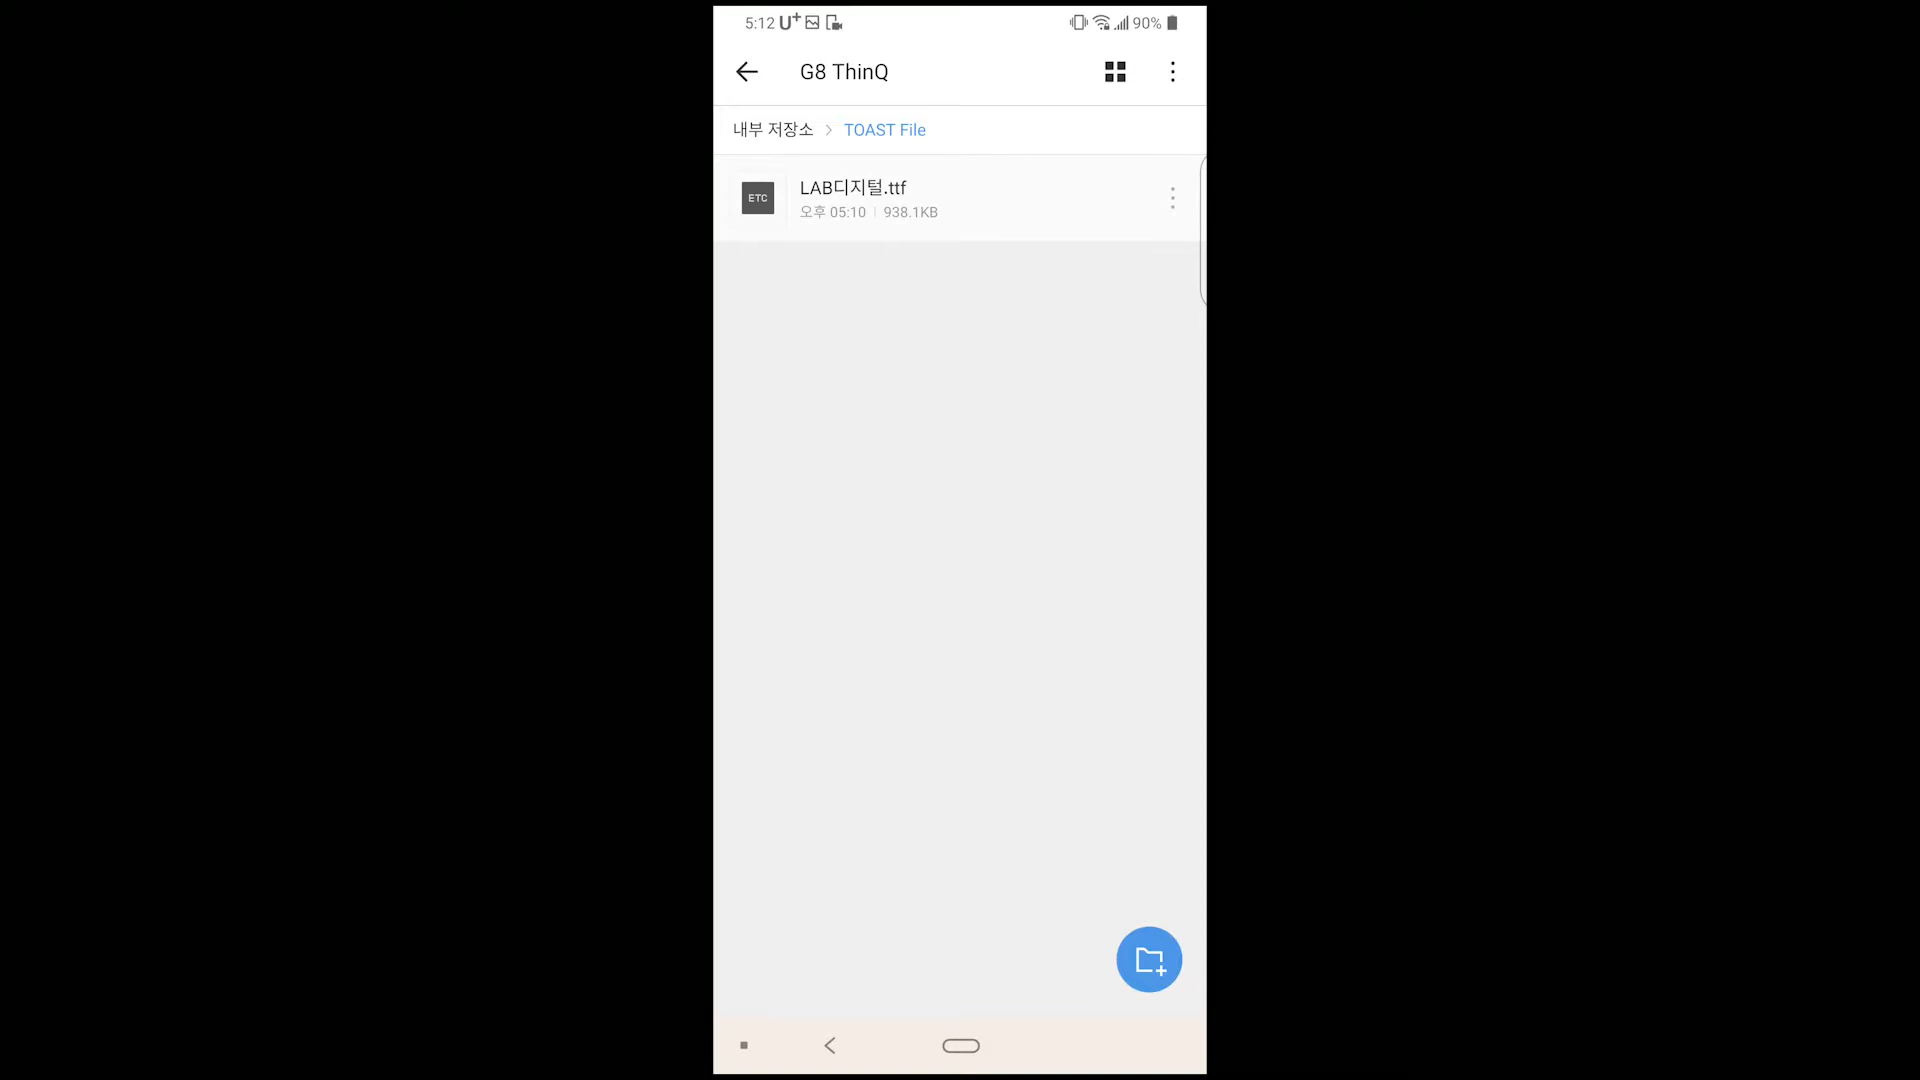 5:12 U+ 90%
G8 ThinQ
내부 저장소 > TOAST File
ETC
LAB디지털.ttf
오후 05:10 | 938.1KB